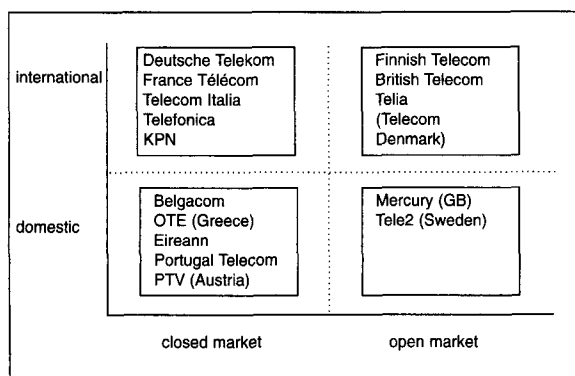 international
Deutsche Telekom
France Télécom
Telecom Italia
Telefonica
KPN
Finnish Telecom
British Telecom
Telia
(Telecom
Denmark)
domestic
Belgacom
OTE (Greece)
Eireann
Portugal Telecom
PTV (Austria)
Mercury (GB)
Tele2 (Sweden)
closed market
open market